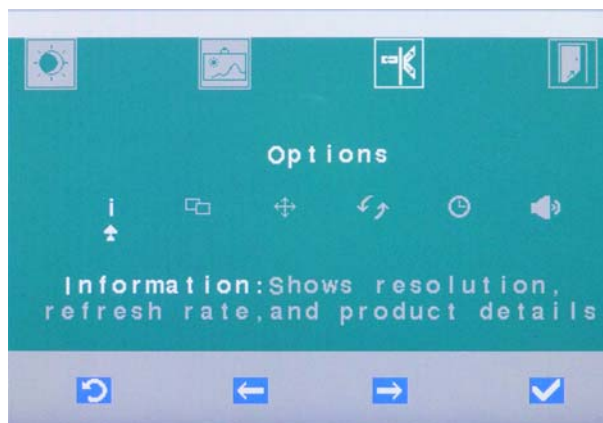 Options
i
Information:Shows resolution,
refresh rate,and product details